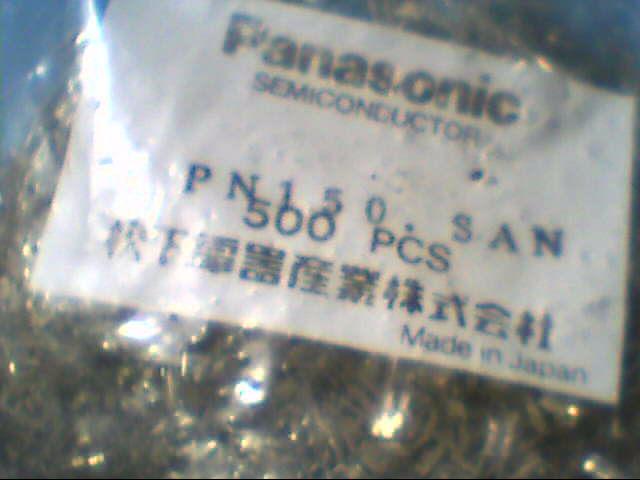 Panasonic
SEMICONDUCTOR
PN150. SAN
500 PCS
松下電器産業株式会社
Made in Japan